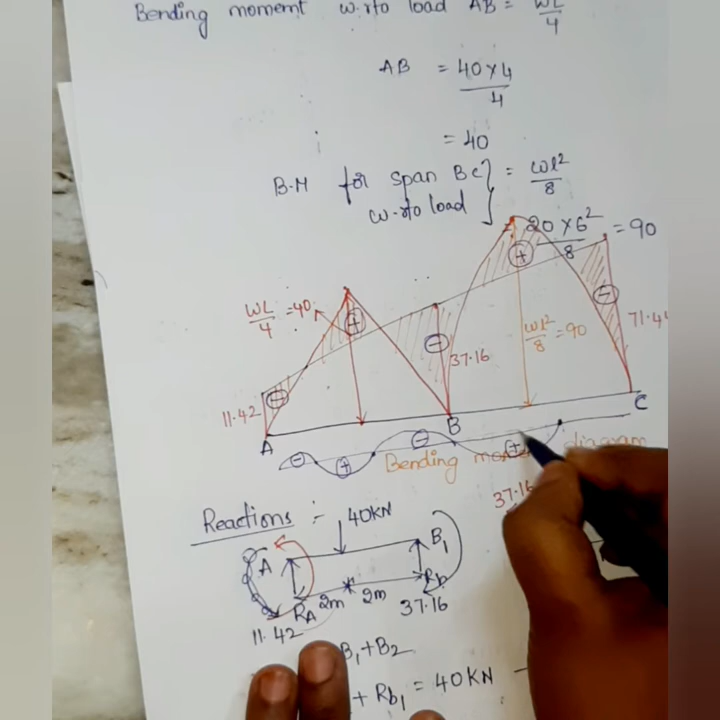 Bending moment w.r.to load AB = WL/4
AB = 40×4/4
= 40
B.M for span BC } = wl²/8
w.r.to load
20×6²/8 = 90
WL/4 = 40
+
+
−
−
wl²/8 = 90
71.4
37.16
−
11.42
A
B
C
− + − +
Bending diagram
37.16
Reactions :-
40KN
A
B₁
RA 2m * 2m
11.42
37.16
B₁+B₂
+ Rb₁ = 40KN −